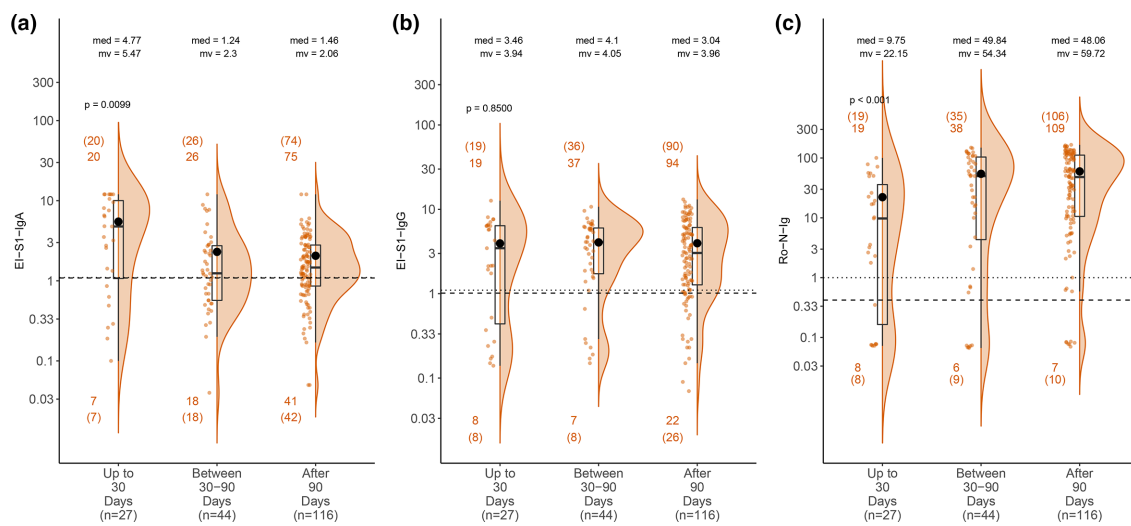 (a)
med = 4.77
mv = 5.47
med = 1.24
mv = 2.3
med = 1.46
mv = 2.06
p = 0.0099
(20)
20
(26)
26
(74)
75
300
100
30
10
3
1
0.33
0.1
0.03
EI−S1−IgA
7
(7)
18
(18)
41
(42)
Up to
30
Days
(n=27)
Between
30−90
Days
(n=44)
After
90
Days
(n=116)
(b)
med = 3.46
mv = 3.94
med = 4.1
mv = 4.05
med = 3.04
mv = 3.96
p = 0.8500
(19)
19
(36)
37
(90)
94
300
100
30
10
3
1
0.33
0.1
0.03
EI−S1−IgG
8
(8)
7
(8)
22
(26)
Up to
30
Days
(n=27)
Between
30−90
Days
(n=44)
After
90
Days
(n=116)
(c)
med = 9.75
mv = 22.15
med = 49.84
mv = 54.34
med = 48.06
mv = 59.72
p < 0.001
(19)
19
(35)
38
(106)
109
300
100
30
10
3
1
0.33
0.1
0.03
Ro−N−Ig
8
(8)
6
(9)
7
(10)
Up to
30
Days
(n=27)
Between
30−90
Days
(n=44)
After
90
Days
(n=116)